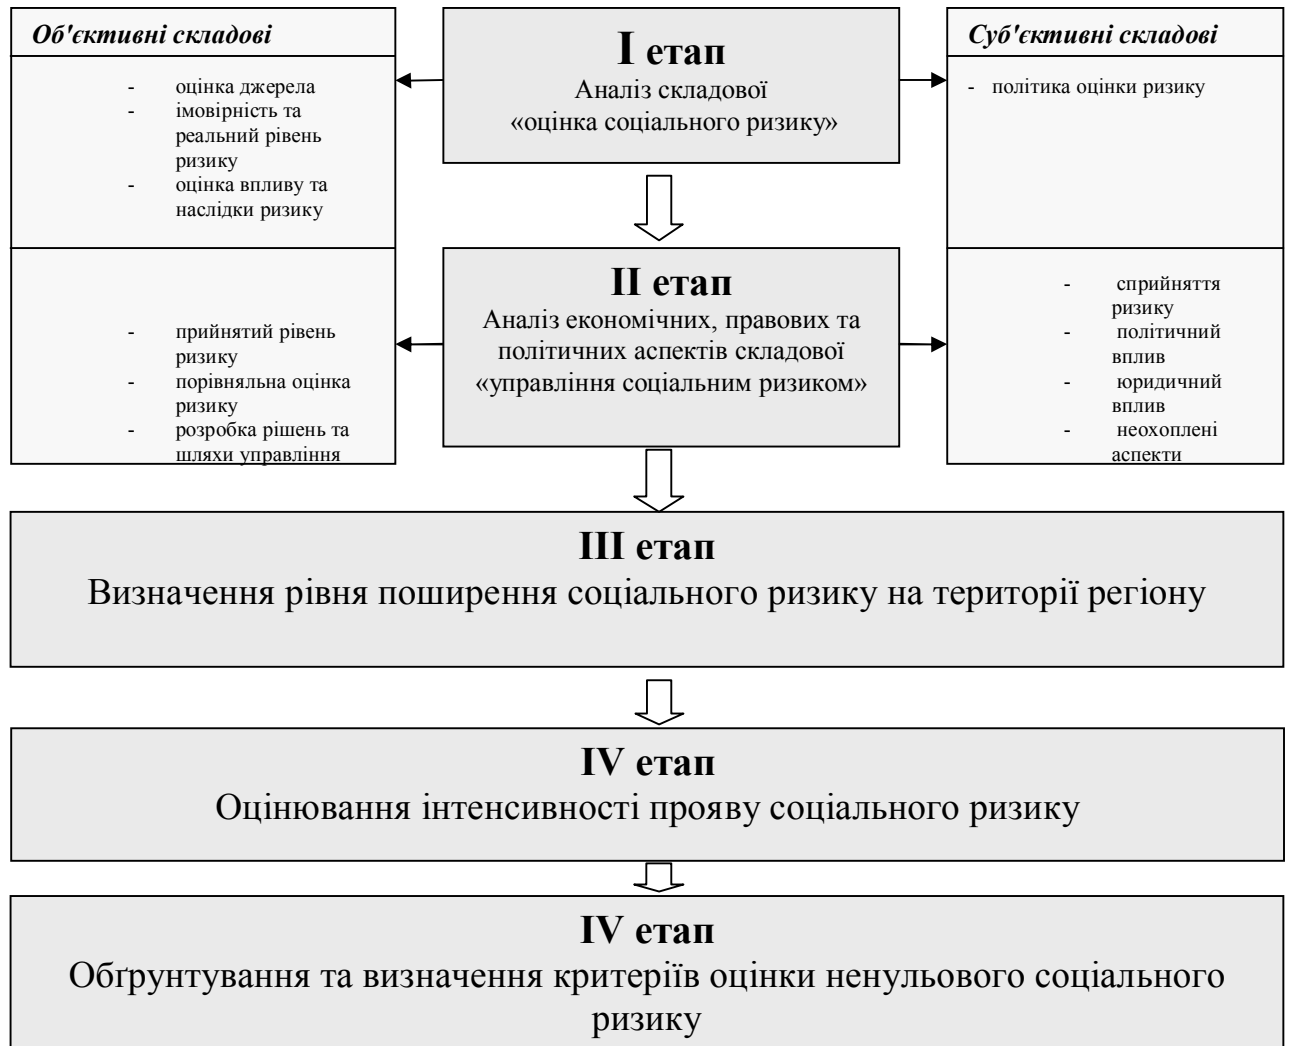 Об'єктивні складові
- оцінка джерела
- імовірність та
реальний рівень
ризику
- оцінка впливу та
наслідки ризику
I етап
Аналіз складової
«оцінка соціального ризику»
Суб'єктивні складові
- політика оцінки ризику
- прийнятий рівень
ризику
- порівняльна оцінка
ризику
- розробка рішень та
шляхи управління
II етап
Аналіз економічних, правових та
політичних аспектів складової
«управління соціальним ризиком»
- сприйняття
ризику
- політичний
вплив
- юридичний
вплив
- неохоплені
аспекти
III етап
Визначення рівня поширення соціального ризику на території регіону
IV етап
Оцінювання інтенсивності прояву соціального ризику
IV етап
Обґрунтування та визначення критеріїв оцінки ненульового соціального
ризику